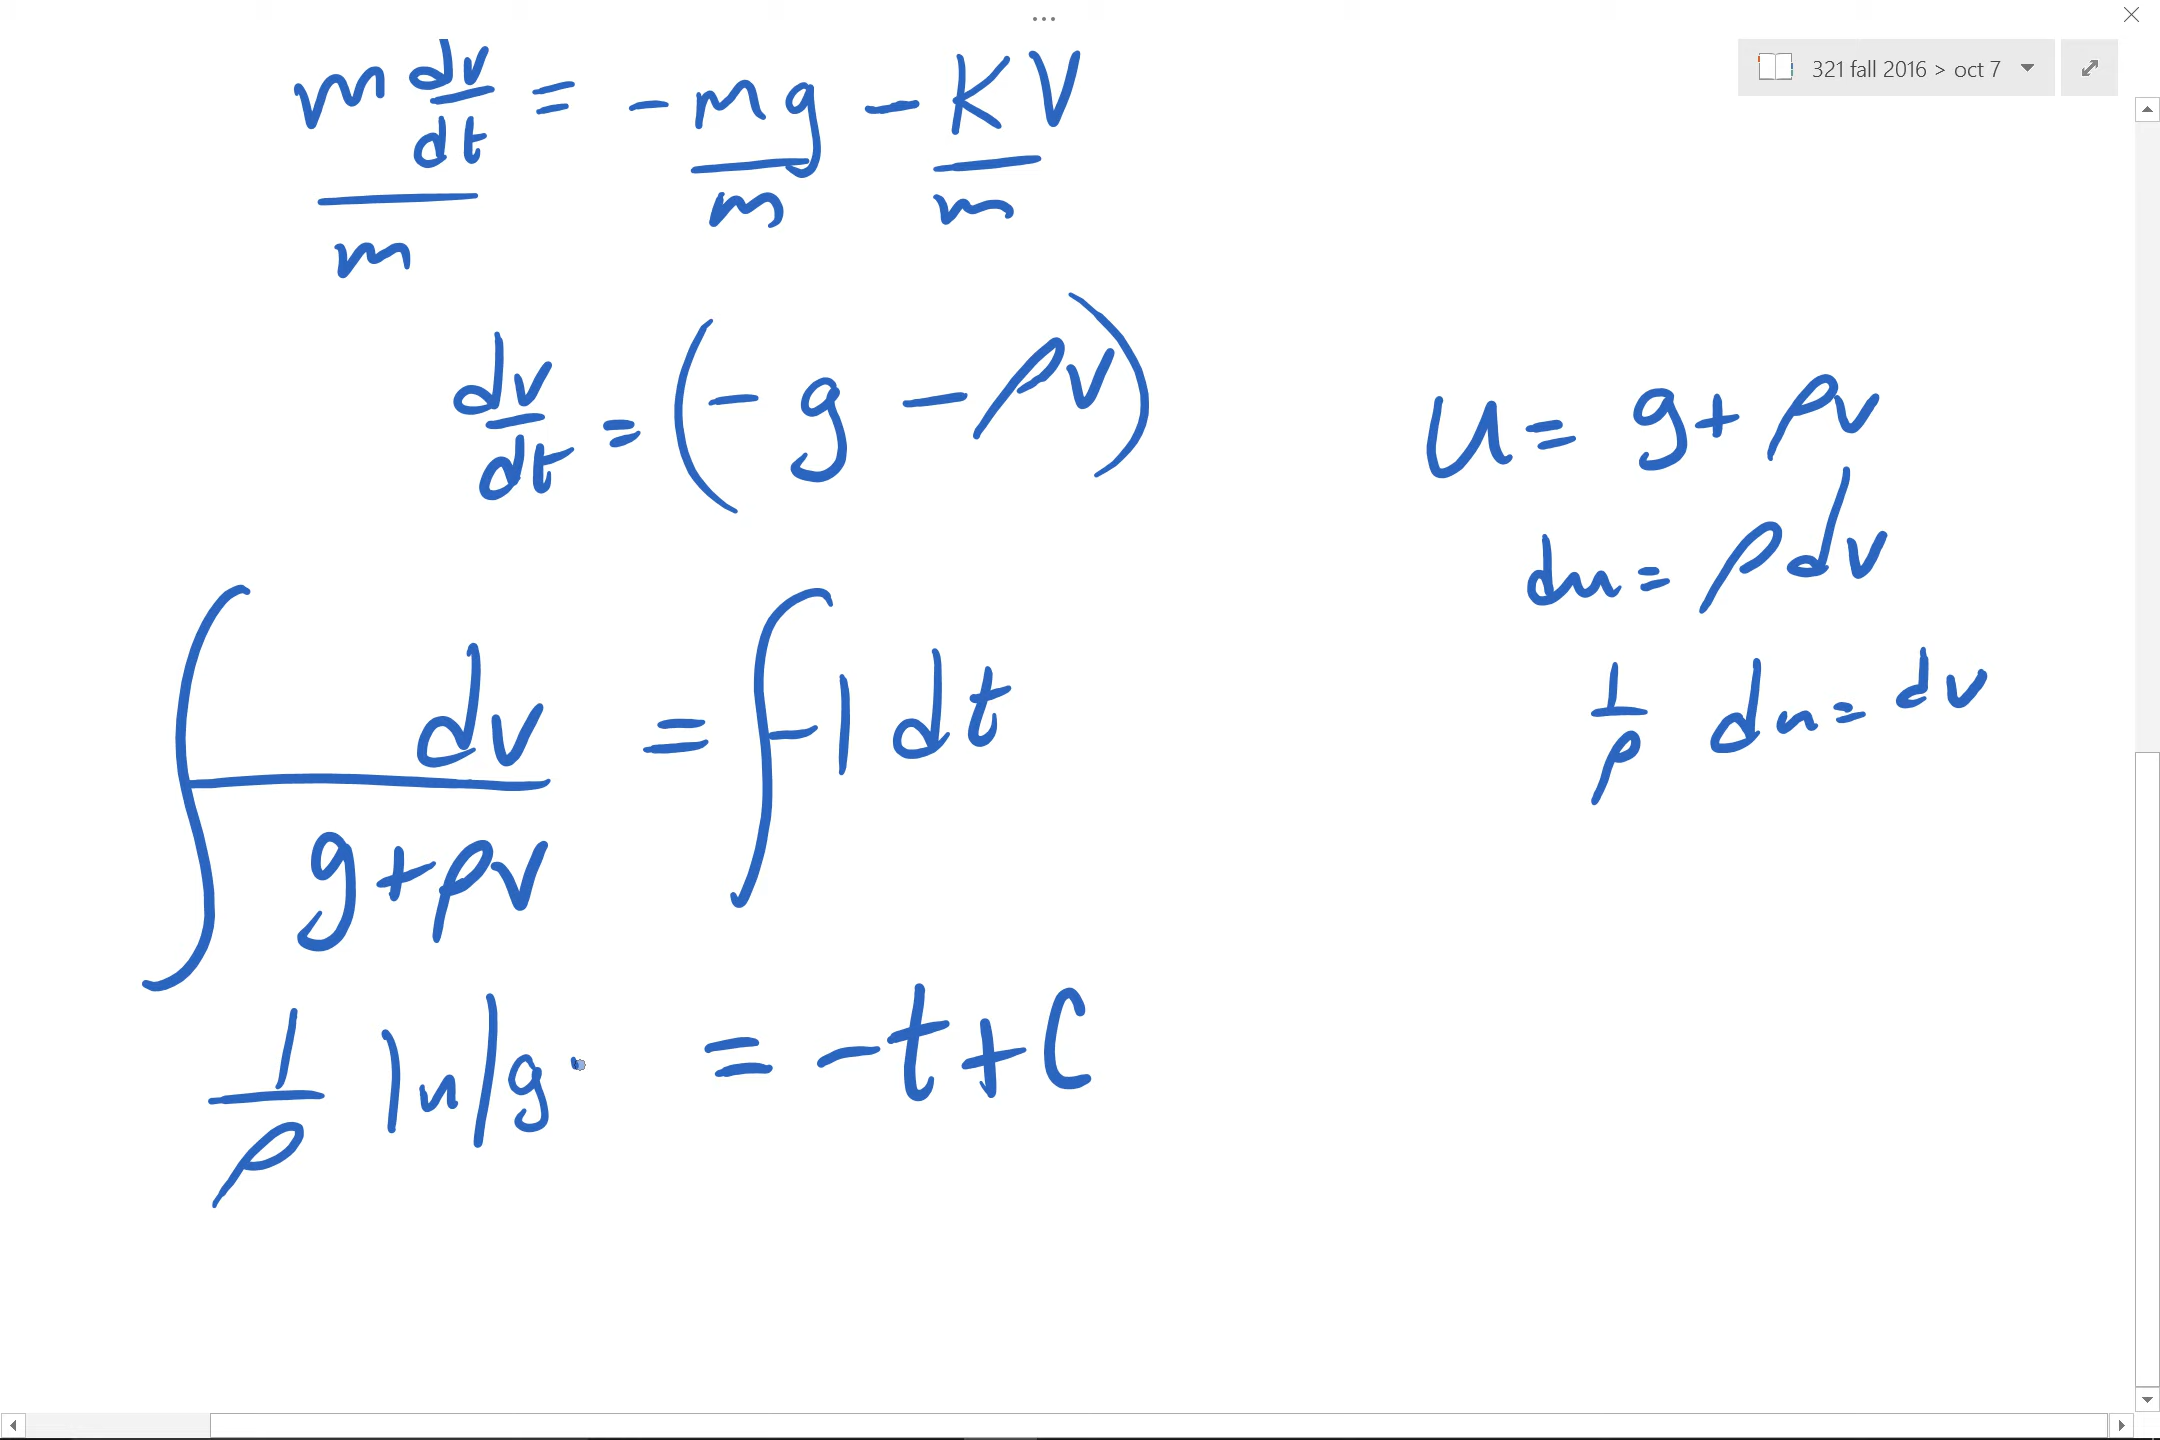 321 fall 2016 > oct 7
m dv/dt / m = - mg/m - KV/m
dv/dt = (- g - ρv)
∫ dv/(g+ρv) = ∫ -1 dt
1/ρ ln|g = -t+C
u = g + ρv
du = ρdv
1/ρ du = dv